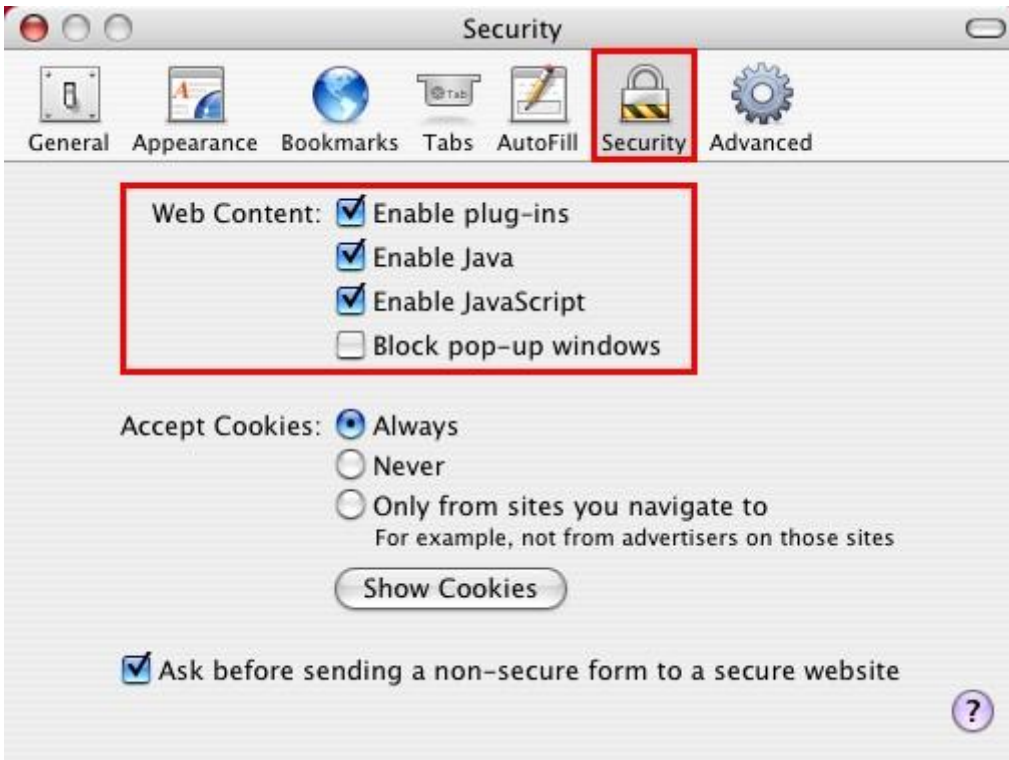 Security
General Appearance Bookmarks Tab Tabs AutoFill Security Advanced
Web Content: Enable plug-ins
Enable Java
Enable JavaScript
Block pop-up windows
Accept Cookies: Always
Never
Only from sites you navigate to
For example, not from advertisers on those sites
Show Cookies
Ask before sending a non-secure form to a secure website
?